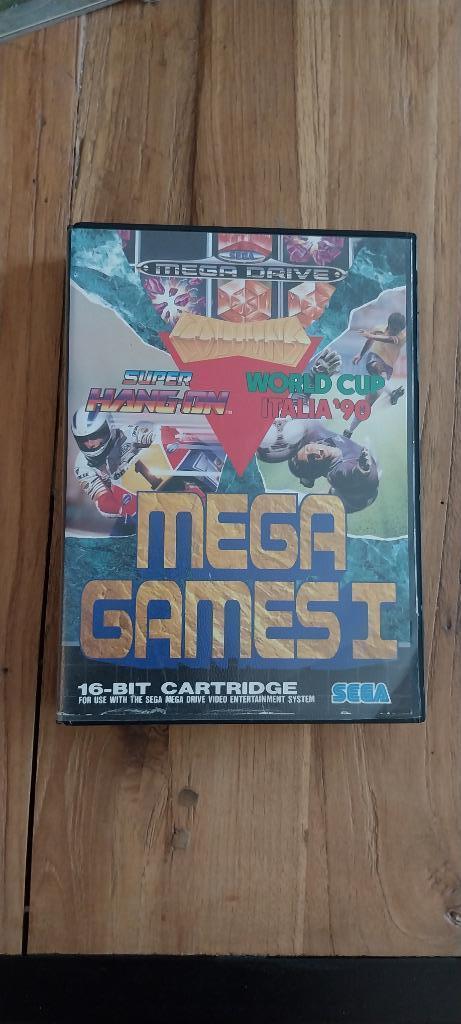 SEGA
MEGA DRIVE
COLUMNS
SUPER
HANG-ON™
WORLD CUP
ITALIA '90
MEGA
GAMES I
16-BIT CARTRIDGE
FOR USE WITH THE SEGA MEGA DRIVE VIDEO ENTERTAINMENT SYSTEM
SEGA